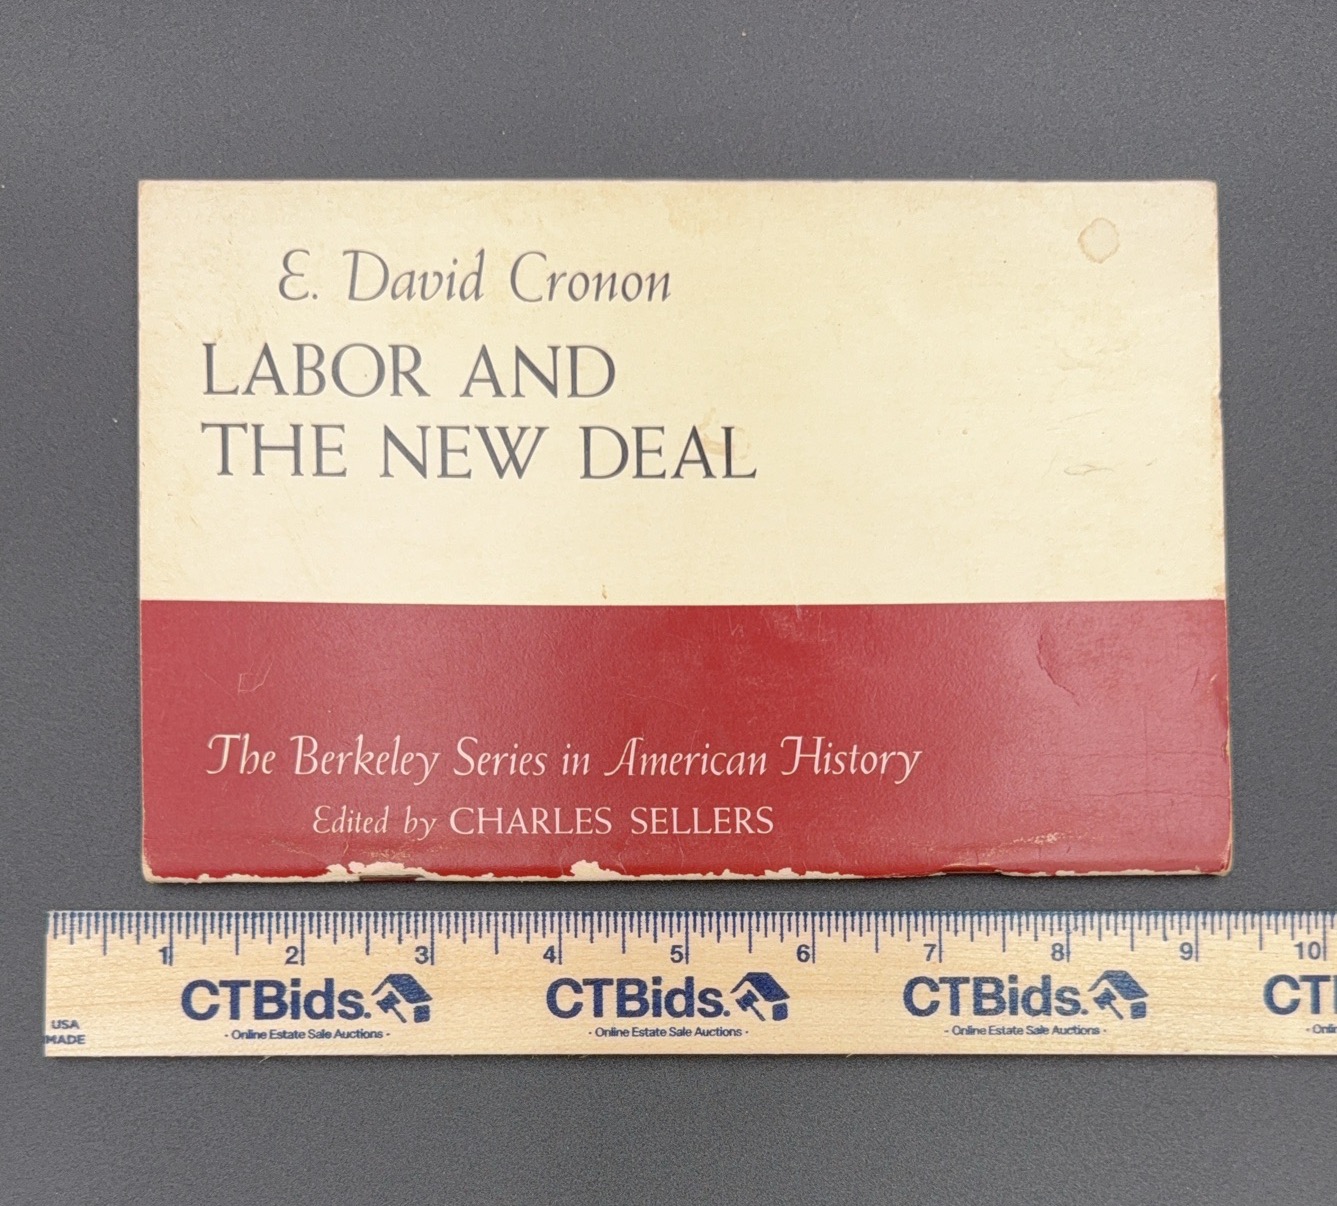 E. David Cronon
LABOR AND
THE NEW DEAL
The Berkeley Series in American History
Edited by CHARLES SELLERS
1 2 3 4 5 6 7 8 9 10
CTBids. CTBids. CTBids. CT
- Online Estate Sale Auctions - - Online Estate Sale Auctions - - Online Estate Sale Auctions - - Onlin
USA
MADE